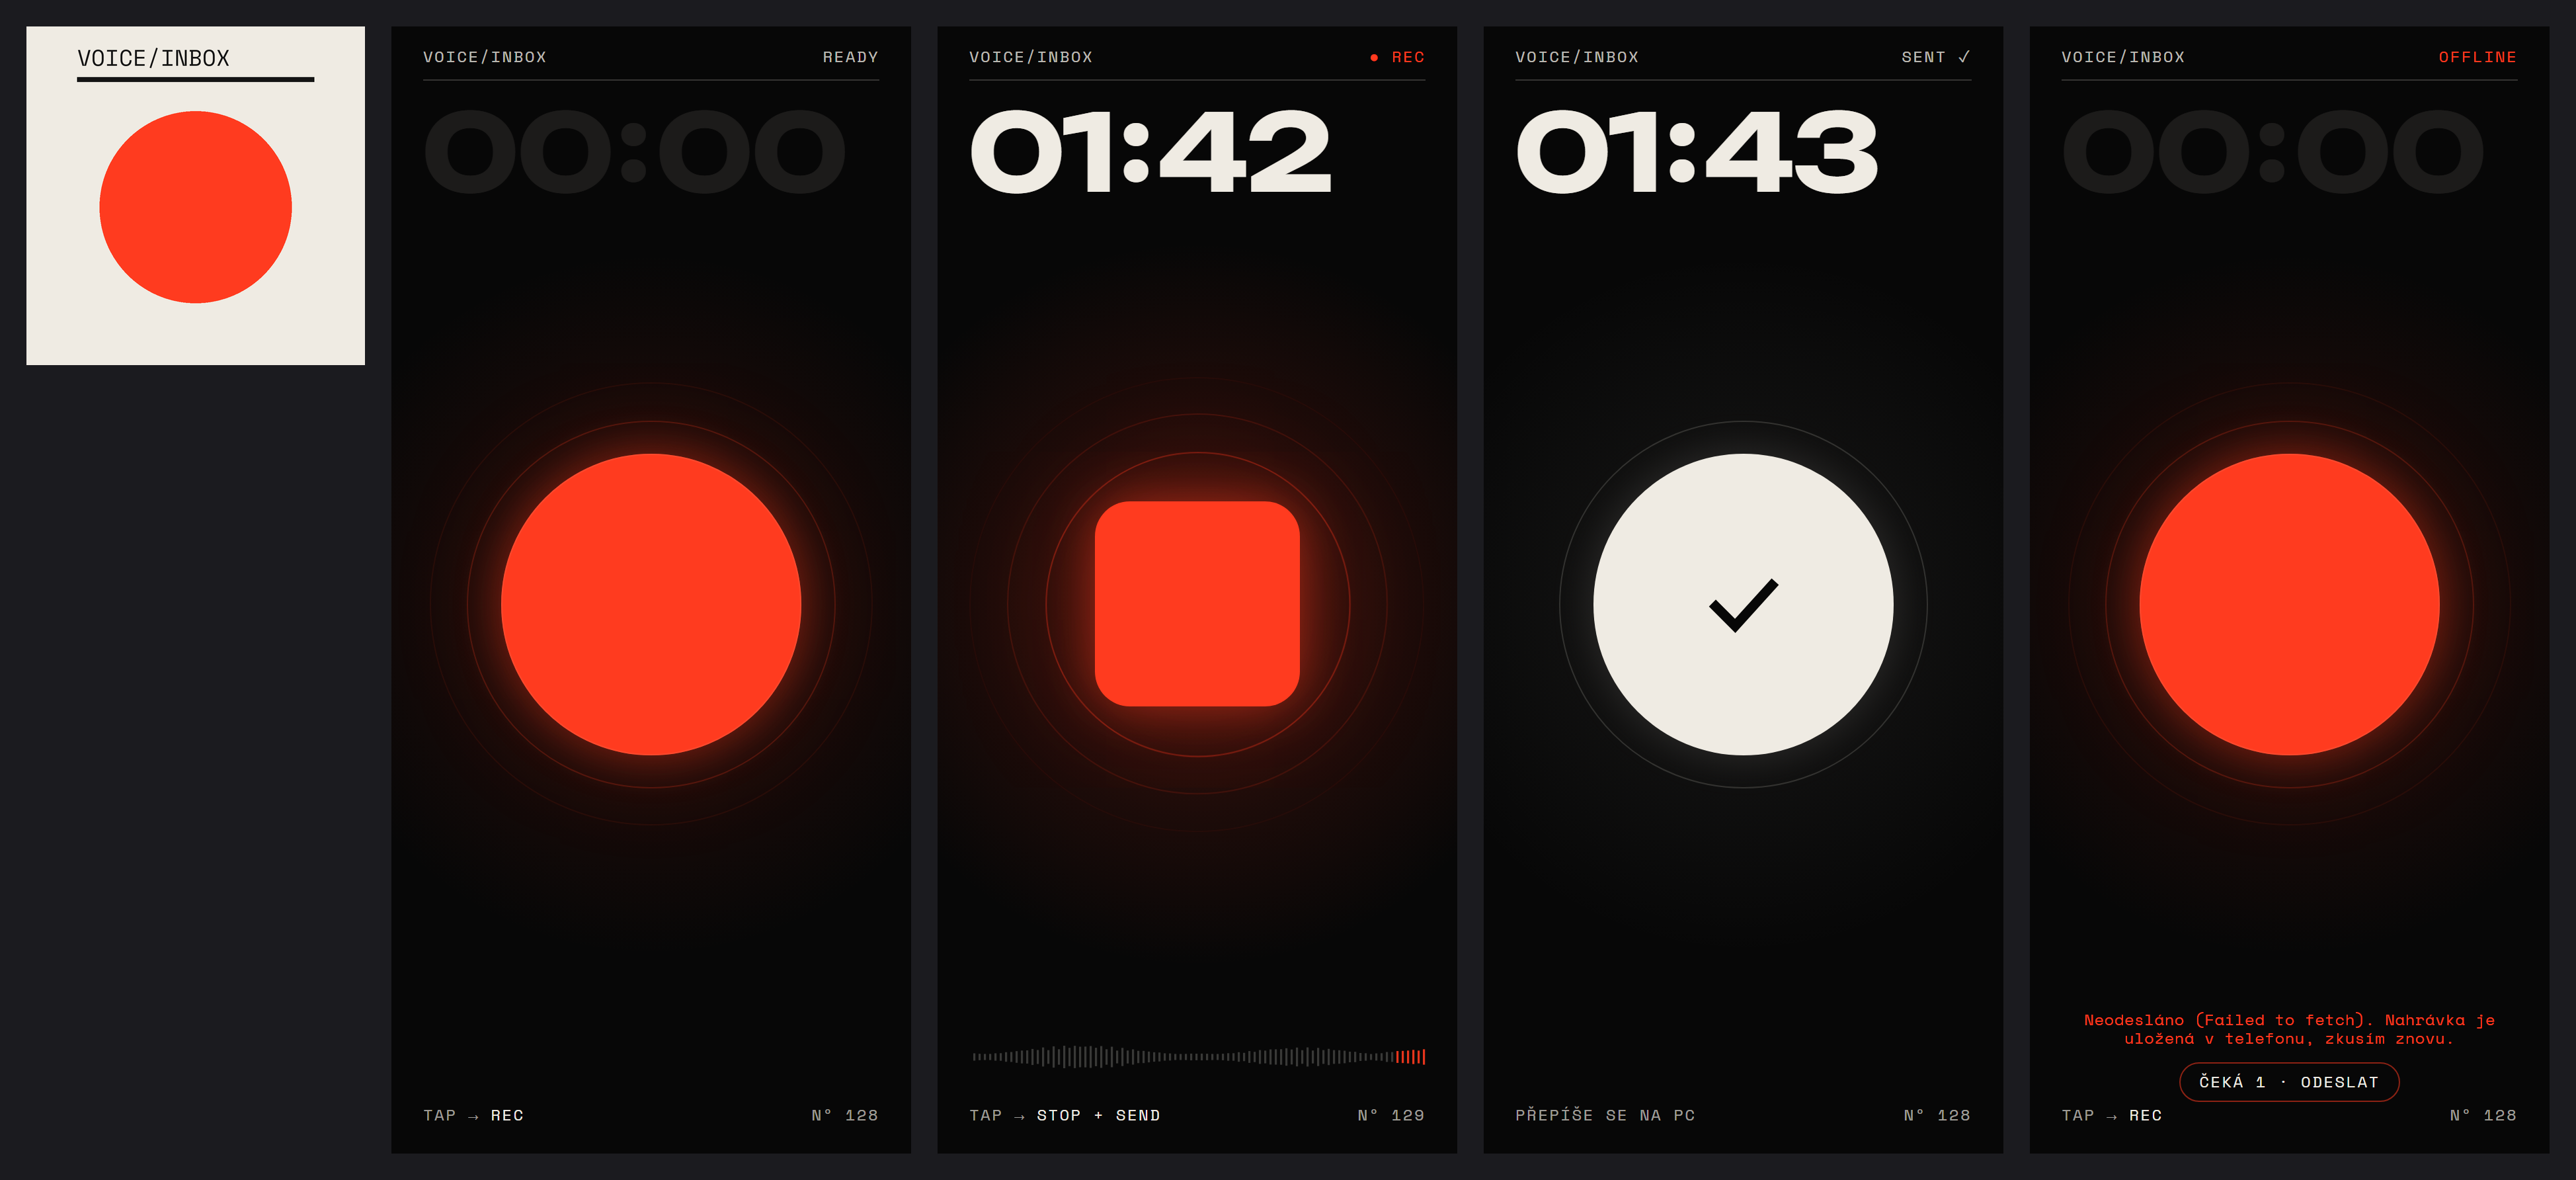 VOICE/INBOX
VOICE/INBOX READY
00:00
TAP → REC N° 128
VOICE/INBOX ● REC
01:42
TAP → STOP + SEND N° 129
VOICE/INBOX SENT ✓
01:43
PŘEPÍŠE SE NA PC N° 128
VOICE/INBOX OFFLINE
00:00
Neodesláno (Failed to fetch). Nahrávka je
uložená v telefonu, zkusím znovu.
ČEKÁ 1 · ODESLAT
TAP → REC N° 128